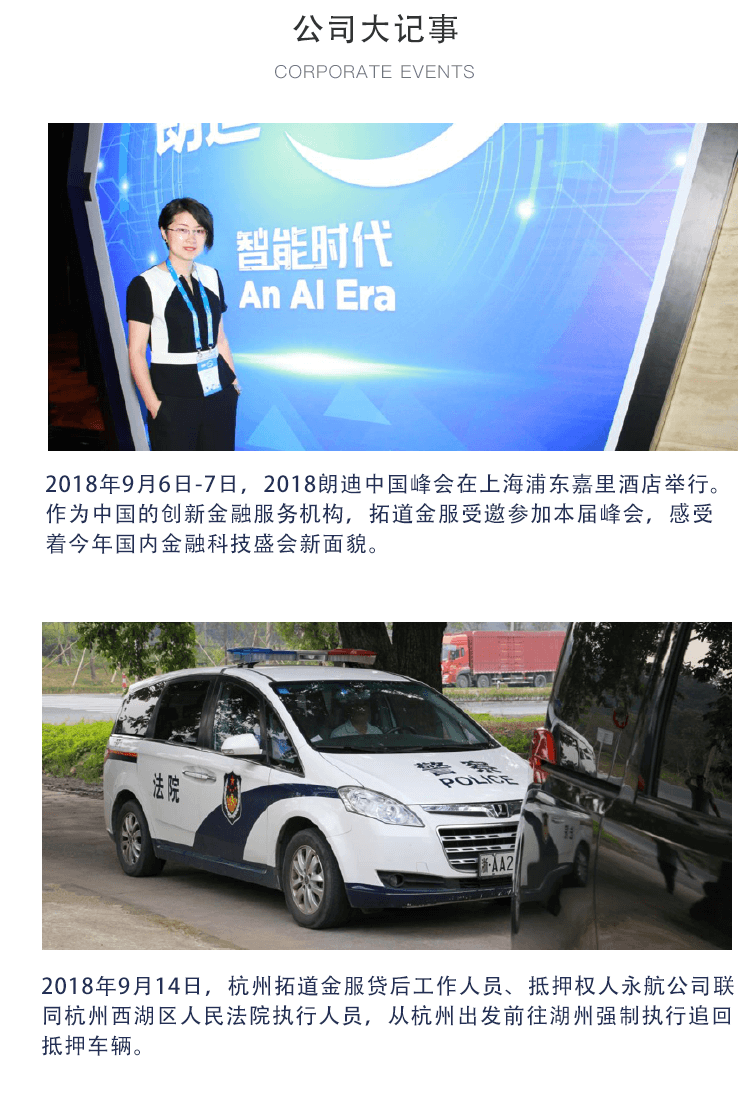 公司大记事
CORPORATE EVENTS
朗迪
智能时代
An AI Era
2018年9月6日-7日，2018朗迪中国峰会在上海浦东嘉里酒店举行。
作为中国的创新金融服务机构，拓道金服受邀参加本届峰会，感受
着今年国内金融科技盛会新面貌。
法院
警察
POLICE
浙·AA2
2018年9月14日，杭州拓道金服贷后工作人员、抵押权人永航公司联
同杭州西湖区人民法院执行人员，从杭州出发前往湖州强制执行追回
抵押车辆。